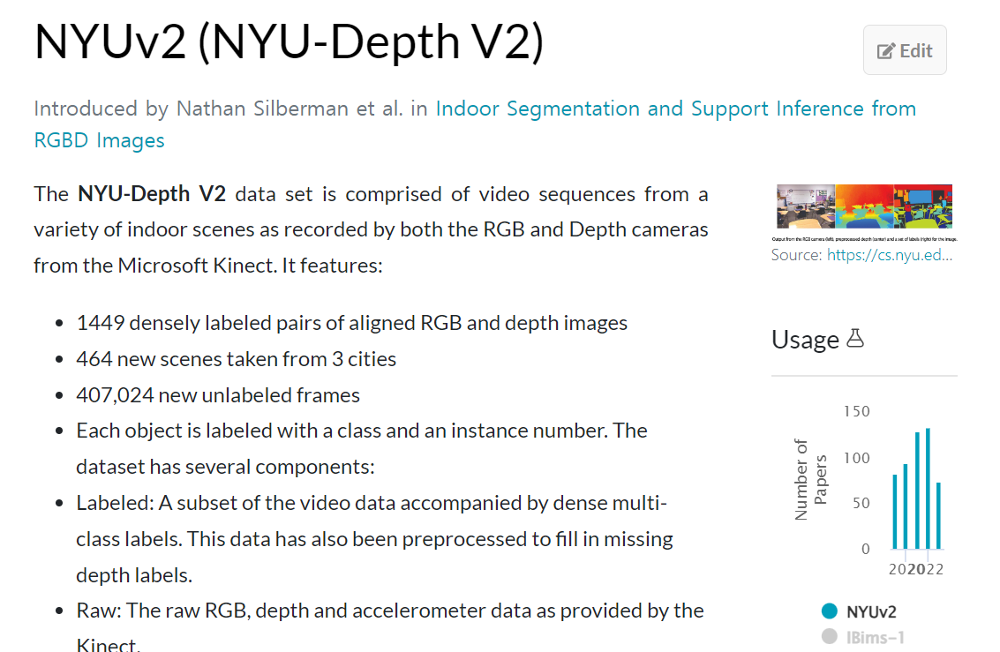 NYUv2 (NYU-Depth V2)
Edit
Introduced by Nathan Silberman et al. in Indoor Segmentation and Support Inference from
RGBD Images
The NYU-Depth V2 data set is comprised of video sequences from a
variety of indoor scenes as recorded by both the RGB and Depth cameras
from the Microsoft Kinect. It features:
• 1449 densely labeled pairs of aligned RGB and depth images
• 464 new scenes taken from 3 cities
• 407,024 new unlabeled frames
• Each object is labeled with a class and an instance number. The
dataset has several components:
• Labeled: A subset of the video data accompanied by dense multi-
class labels. This data has also been preprocessed to fill in missing
depth labels.
• Raw: The raw RGB, depth and accelerometer data as provided by the
Kinect.
Output from the RGB camera (left), preprocessed depth (center) and a set of labels (right) for the image.
Source: https://cs.nyu.ed...
Usage
Number of
Papers
150
100
50
0
2022
NYUv2
IBims-1